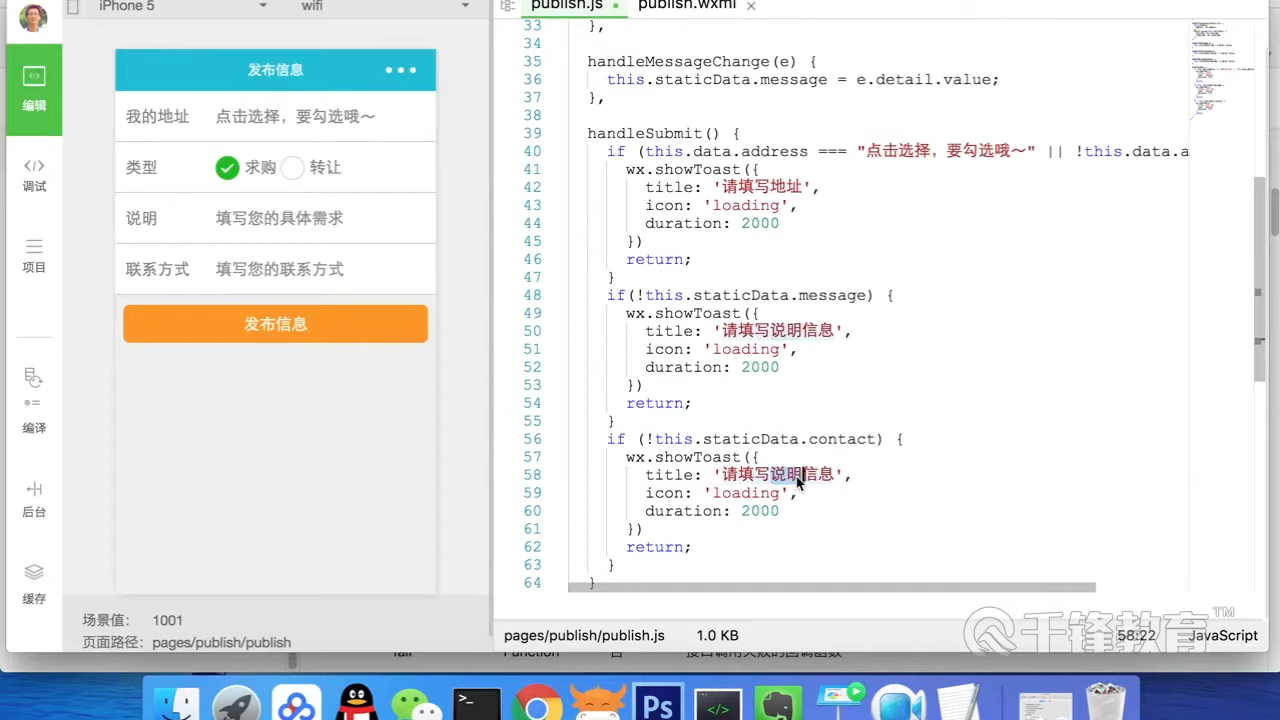 iPhone 5
wifi
publish.js
publish.wxml
编辑
调试
项目
编译
后台
缓存
发布信息
我的地址 点击选择，要勾选哦～
类型 求购 转让
说明 填写您的具体需求
联系方式 填写您的联系方式
发布信息
场景值: 1001
页面路径: pages/publish/publish
33 },
34
35 handleMessageChange(e) {
36 this.staticData.message = e.detail.value;
37 },
38
39 handleSubmit() {
40 if (this.data.address === "点击选择，要勾选哦～" || !this.data.a
41 wx.showToast({
42 title: '请填写地址',
43 icon: 'loading',
44 duration: 2000
45 })
46 return;
47 }
48 if(!this.staticData.message) {
49 wx.showToast({
50 title: '请填写说明信息',
51 icon: 'loading',
52 duration: 2000
53 })
54 return;
55 }
56 if (!this.staticData.contact) {
57 wx.showToast({
58 title: '请填写说明信息',
59 icon: 'loading',
60 duration: 2000
61 })
62 return;
63 }
64 }
千锋教育™
pages/publish/publish.js 1.0 KB 58:22 JavaScript
Ps